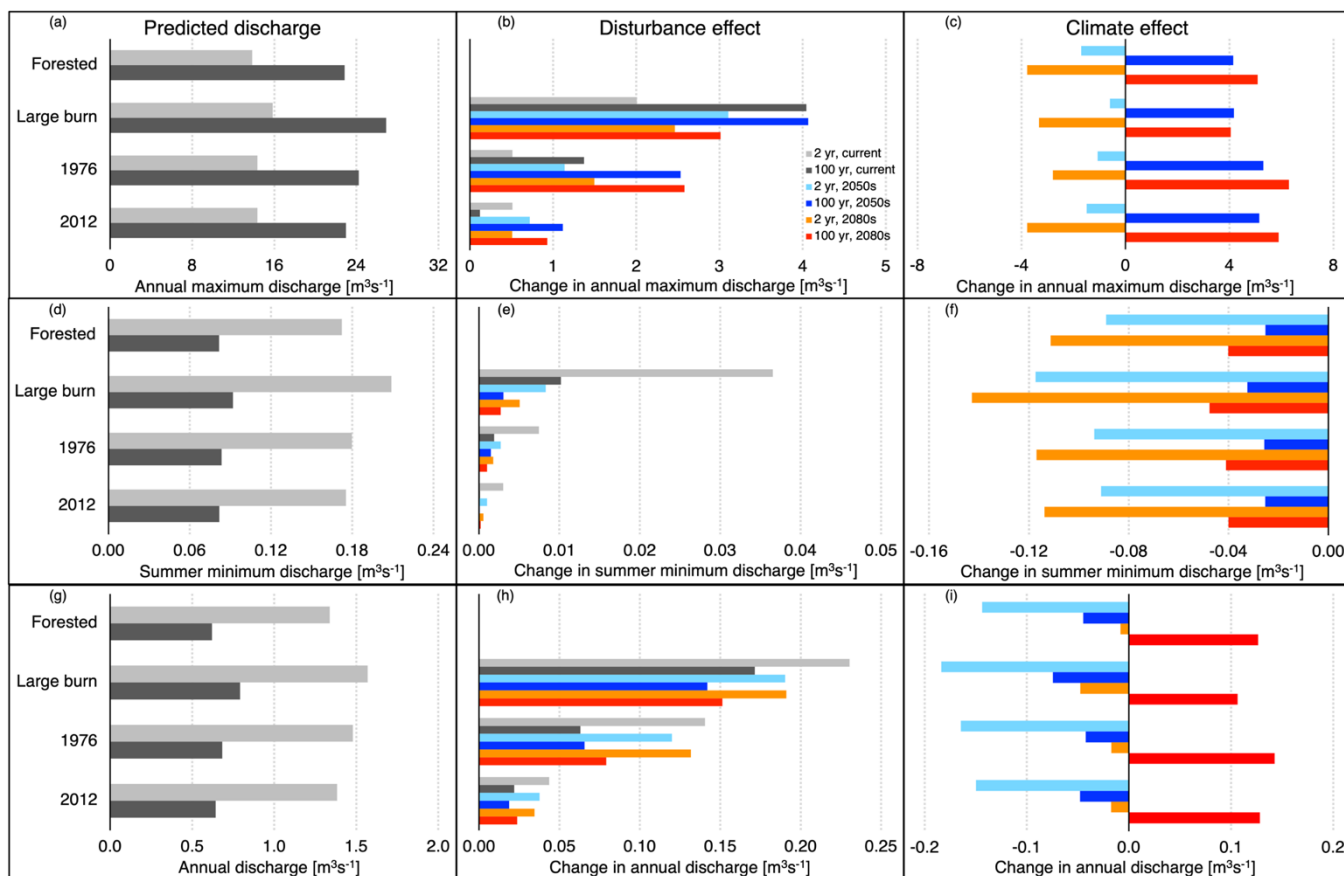 (a) Predicted discharge
(b) Disturbance effect
(c) Climate effect
Forested
Large burn
1976
2012
2 yr, current
100 yr, current
2 yr, 2050s
100 yr, 2050s
2 yr, 2080s
100 yr, 2080s
0 8 16 24 32
Annual maximum discharge [m³s⁻¹]
0 1 2 3 4 5
Change in annual maximum discharge [m³s⁻¹]
-8 -4 0 4 8
Change in annual maximum discharge [m³s⁻¹]
(d)
(e)
(f)
Forested
Large burn
1976
2012
0.00 0.06 0.12 0.18 0.24
Summer minimum discharge [m³s⁻¹]
0.00 0.01 0.02 0.03 0.04 0.05
Change in summer minimum discharge [m³s⁻¹]
-0.16 -0.12 -0.08 -0.04 0.00
Change in summer minimum discharge [m³s⁻¹]
(g)
(h)
(i)
Forested
Large burn
1976
2012
0.0 0.5 1.0 1.5 2.0
Annual discharge [m³s⁻¹]
0.00 0.05 0.10 0.15 0.20 0.25
Change in annual discharge [m³s⁻¹]
-0.2 -0.1 0.0 0.1 0.2
Change in annual discharge [m³s⁻¹]